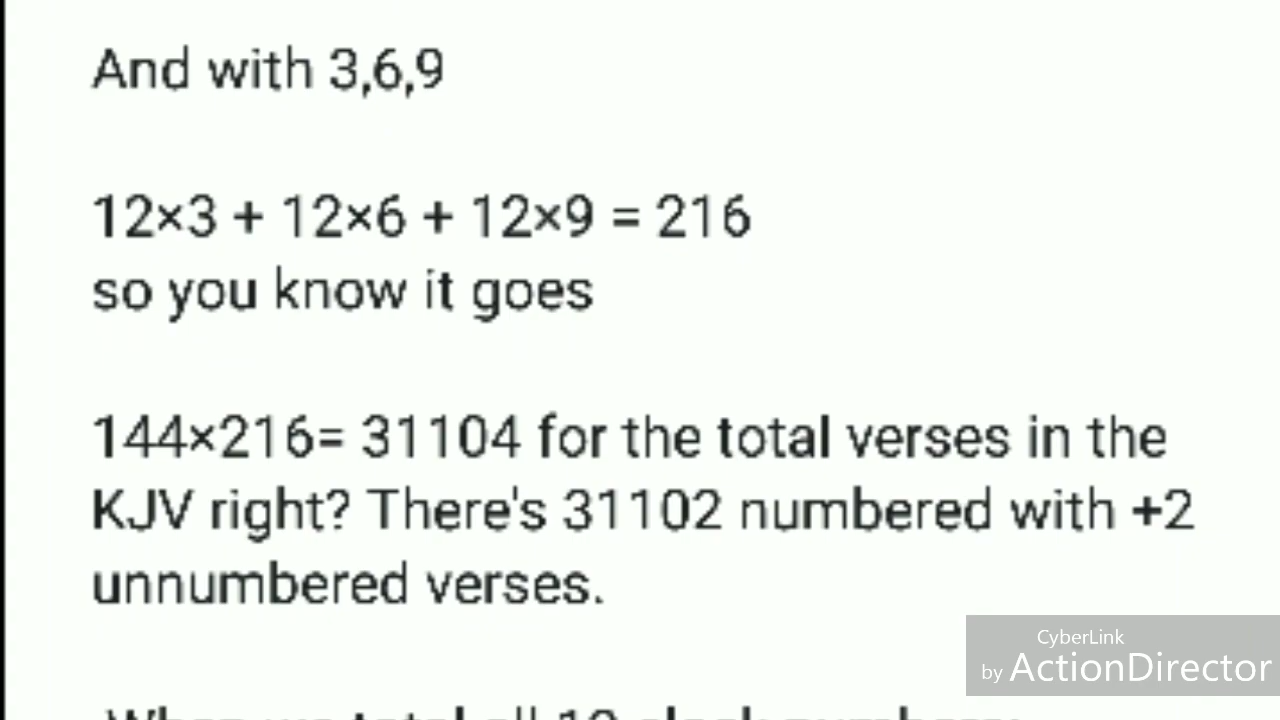 And with 3,6,9
12×3 + 12×6 + 12×9 = 216
so you know it goes
144×216= 31104 for the total verses in the
KJV right? There's 31102 numbered with +2
unnumbered verses.
CyberLink
by ActionDirector